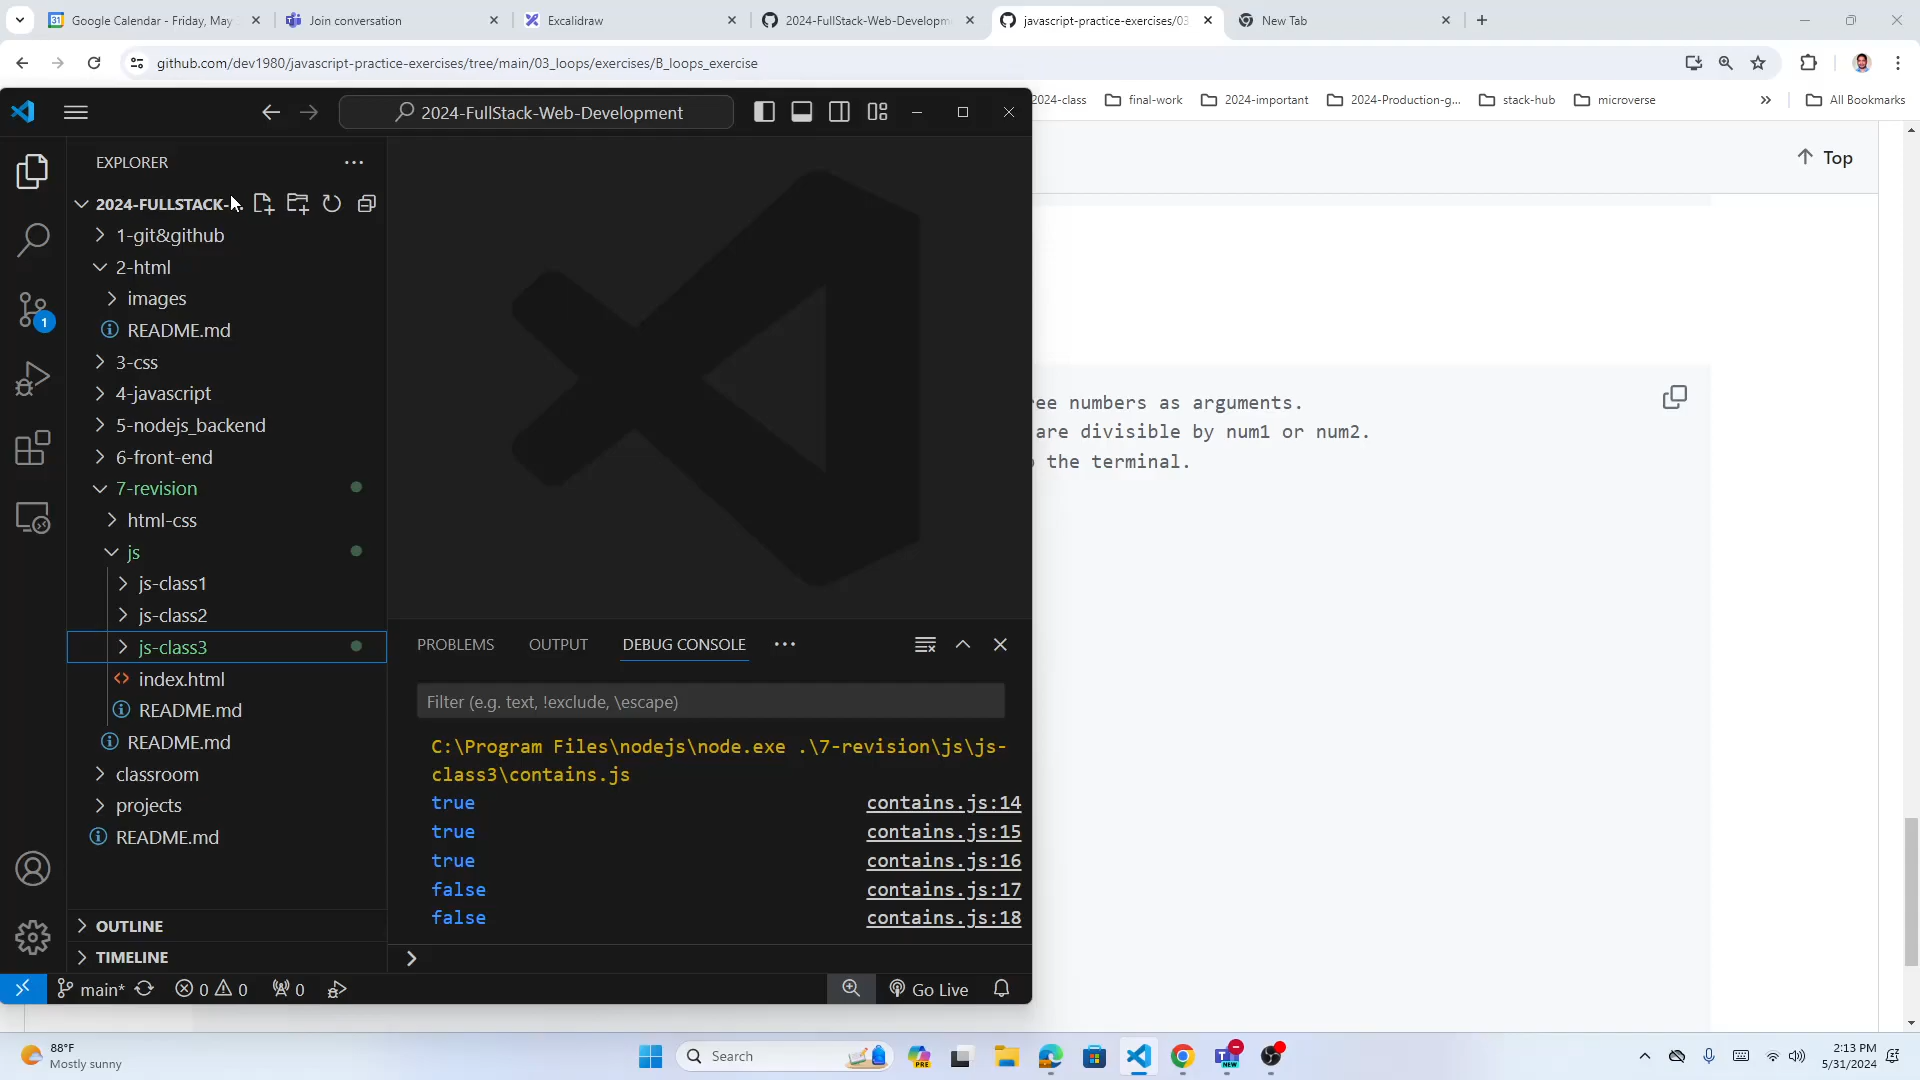 Google Calendar - Friday, May
Join conversation
Excalidraw
2024-FullStack-Web-Developm
javascript-practice-exercises/03
New Tab
github.com/dev1980/javascript-practice-exercises/tree/main/03_loops/exercises/B_loops_exercise
2024-class
final-work
2024-important
2024-Production-g...
stack-hub
microverse
All Bookmarks
2024-FullStack-Web-Development
Top
EXPLORER
2024-FULLSTACK-
1-git&github
2-html
images
README.md
3-css
4-javascript
5-nodejs_backend
6-front-end
7-revision
html-css
js
js-class1
js-class2
js-class3
index.html
README.md
README.md
classroom
projects
README.md
OUTLINE
TIMELINE
ree numbers as arguments.
are divisible by num1 or num2.
the terminal.
PROBLEMS
OUTPUT
DEBUG CONSOLE
Filter (e.g. text, !exclude, \escape)
C:\Program Files\nodejs\node.exe .\7-revision\js\js-
class3\contains.js
true contains.js:14
true contains.js:15
true contains.js:16
false contains.js:17
false contains.js:18
1
main*
0
0
0
Go Live
88°F
Mostly sunny
Search
PRE
NEW
2:13 PM
5/31/2024